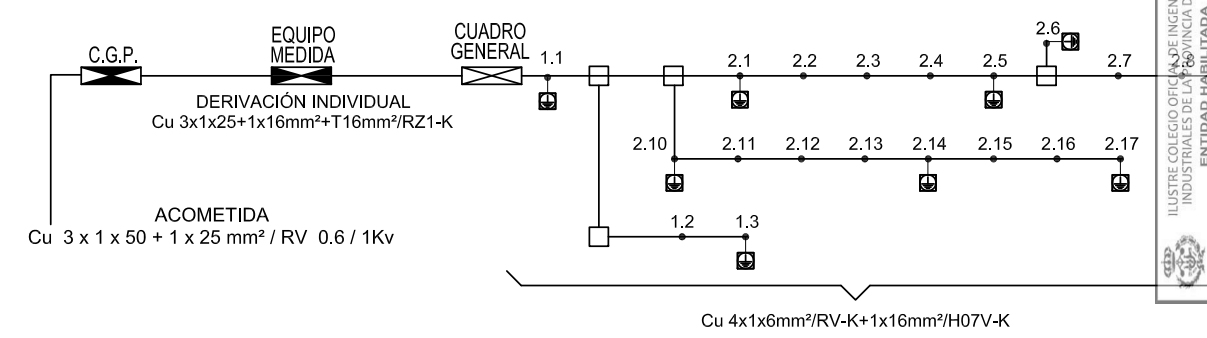 C.G.P.
EQUIPO
MEDIDA
CUADRO
GENERAL
1.1
2.1
2.2
2.3
2.4
2.5
2.6
2.7
DERIVACIÓN INDIVIDUAL
Cu 3x1x25+1x16mm²+T16mm²/RZ1-K
2.10
2.11
2.12
2.13
2.14
2.15
2.16
2.17
ACOMETIDA
Cu 3 x 1 x 50 + 1 x 25 mm² / RV 0.6 / 1Kv
1.2
1.3
Cu 4x1x6mm²/RV-K+1x16mm²/H07V-K
ILUSTRE COLEGIO OFICIAL DE INGEN
INDUSTRIALES DE LA PROVINCIA D
ENTIDAD HABILITADA